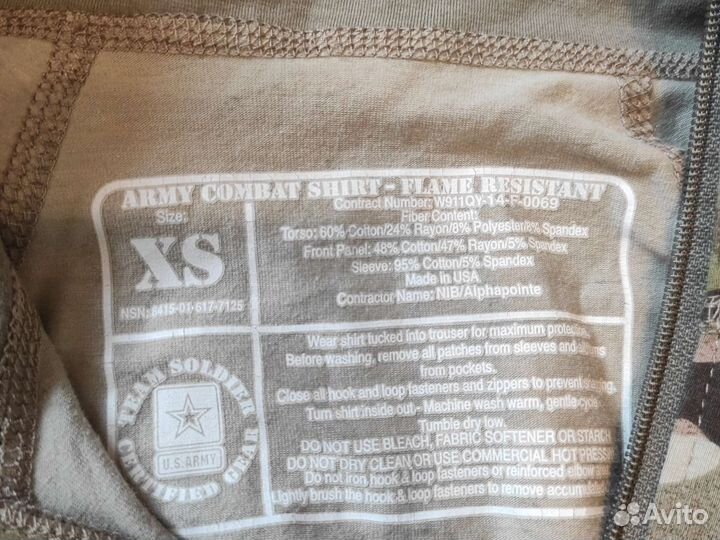 ARMY COMBAT SHIRT - FLAME RESISTANT
Size:
XS
NSN: 8415-01-617-7125
Contract Number: W911QY-14-F-0069
Fiber Content:
Torso: 60% Cotton/24% Rayon/8% Polyester/8% Spandex
Front Panel: 48% Cotton/47% Rayon/5% Spandex
Sleeve: 95% Cotton/5% Spandex
Made in USA
Contractor Name: NIB/Alphapointe
TEAM SOLDIER
U.S. ARMY
CERTIFIED GEAR
Wear shirt tucked into trouser for maximum protection.
Before washing, remove all patches from sleeves and
from pockets.
Close all hook and loop fasteners and zippers to prevent
Turn shirt inside out- Machine wash warm, gentle-cycle
Tumble dry low.
DO NOT USE BLEACH, FABRIC SOFTENER OR STARCH
DO NOT DRY CLEAN OR USE COMMERCIAL HOT PRESS
Do not iron hook & loop fasteners or reinforced elbow
Lightly brush the hook & loop fasteners to remove
Avito